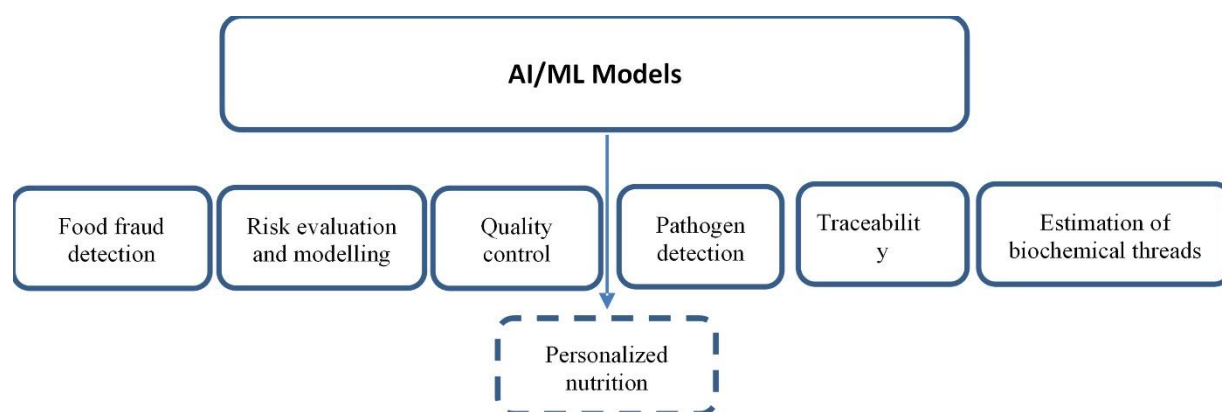 AI/ML Models
Food fraud
detection
Risk evaluation
and modelling
Quality
control
Pathogen
detection
Traceabilit
y
Estimation of
biochemical threads
Personalized
nutrition